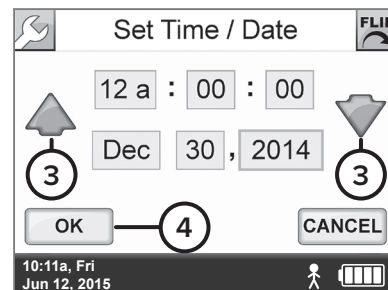 Set Time / Date
FLI
12 a : 00 : 00
Dec 30 , 2014
3 3
OK 4 CANCEL
10:11a, Fri
Jun 12, 2015